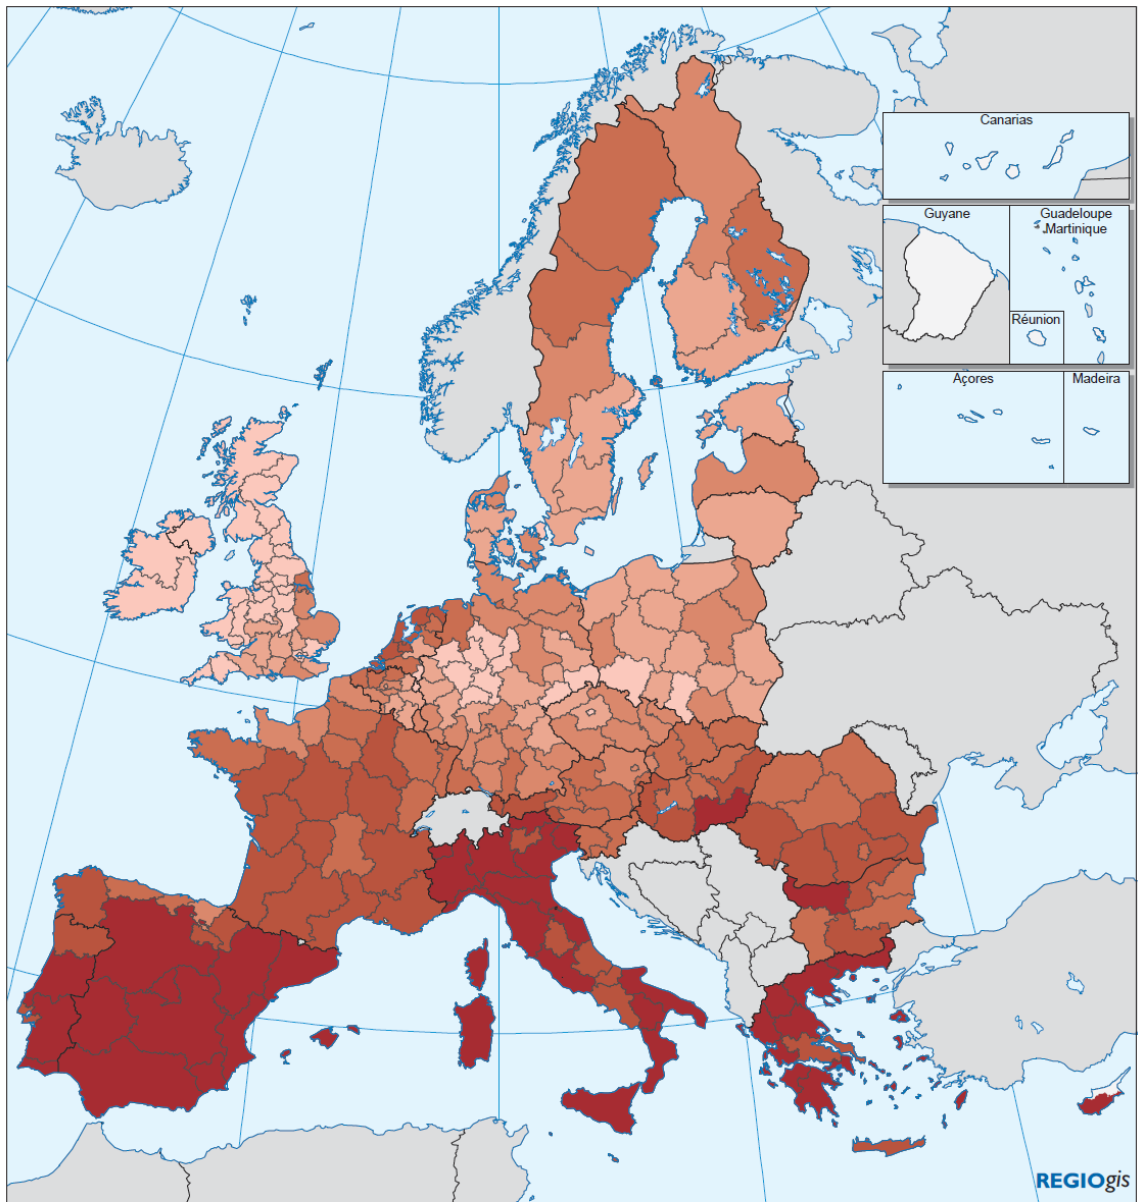 Canarias
Guyane
Guadeloupe
Martinique
Réunion
Açores
Madeira
REGIOgis